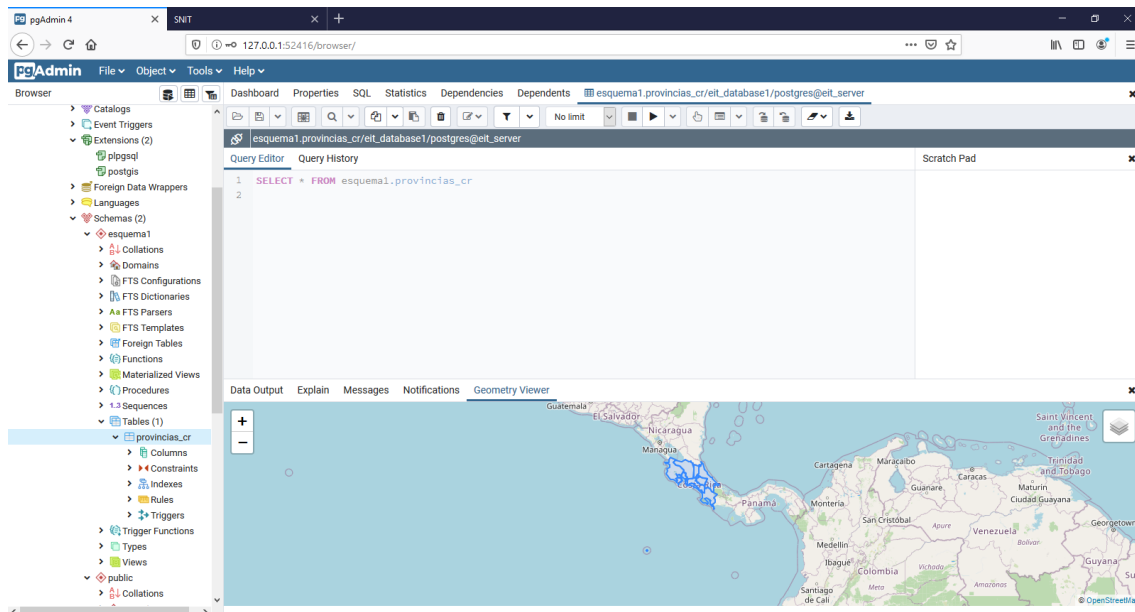 pgAdmin 4
SNIT
127.0.0.1:52416/browser/
pgAdmin File Object Tools Help
Browser
Dashboard Properties SQL Statistics Dependencies Dependents esquema1.provincias_cr/eit_database1/postgres@eit_server
No limit
esquema1.provincias_cr/eit_database1/postgres@eit_server
Query Editor Query History
Scratch Pad
1 SELECT * FROM esquema1.provincias_cr
2
Catalogs
Event Triggers
Extensions (2)
plpgsql
postgis
Foreign Data Wrappers
Languages
Schemas (2)
esquema1
Collations
Domains
FTS Configurations
FTS Dictionaries
FTS Parsers
FTS Templates
Foreign Tables
Functions
Materialized Views
Procedures
1..3 Sequences
Tables (1)
provincias_cr
Columns
Constraints
Indexes
Rules
Triggers
Trigger Functions
Types
Views
public
Collations
Data Output Explain Messages Notifications Geometry Viewer
+
−
Guatemala
El Salvador
Nicaragua
Managua
Costa Rica
Panamá
Cartagena
Maracaibo
Caracas
Maturín
Saint Vincent
and the
Grenadines
Trinidad
and Tobago
Guanare
Ciudad Guayana
Montería
San Cristóbal
Apure
Venezuela
Bolívar
Georgetown
Medellín
Ibagué
Colombia
Vichada
Amazonas
Guyana
Su
Meta
Santiago
de Cali
© OpenStreetMa